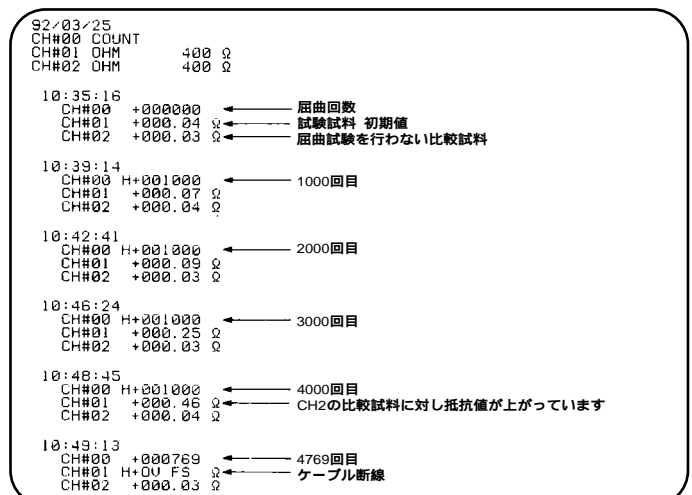 92/03/25
CH#00 COUNT
CH#01 OHM 400 Ω
CH#02 OHM 400 Ω
10:35:16
CH#00 +000000 屈曲回数
CH#01 +000.04 Ω 試験試料 初期値
CH#02 +000.03 Ω 屈曲試験を行わない比較試料
10:39:14
CH#00 H+001000 1000回目
CH#01 +000.07 Ω
CH#02 +000.04 Ω
10:42:41
CH#00 H+001000 2000回目
CH#01 +000.09 Ω
CH#02 +000.03 Ω
10:46:24
CH#00 H+001000 3000回目
CH#01 +000.25 Ω
CH#02 +000.03 Ω
10:48:45
CH#00 H+001000 4000回目
CH#01 +000.46 Ω CH2の比較試料に対し抵抗値が上がっています
CH#02 +000.04 Ω
10:49:13
CH#00 +000769 4769回目
CH#01 H+OV FS Ω ケーブル断線
CH#02 +000.03 Ω